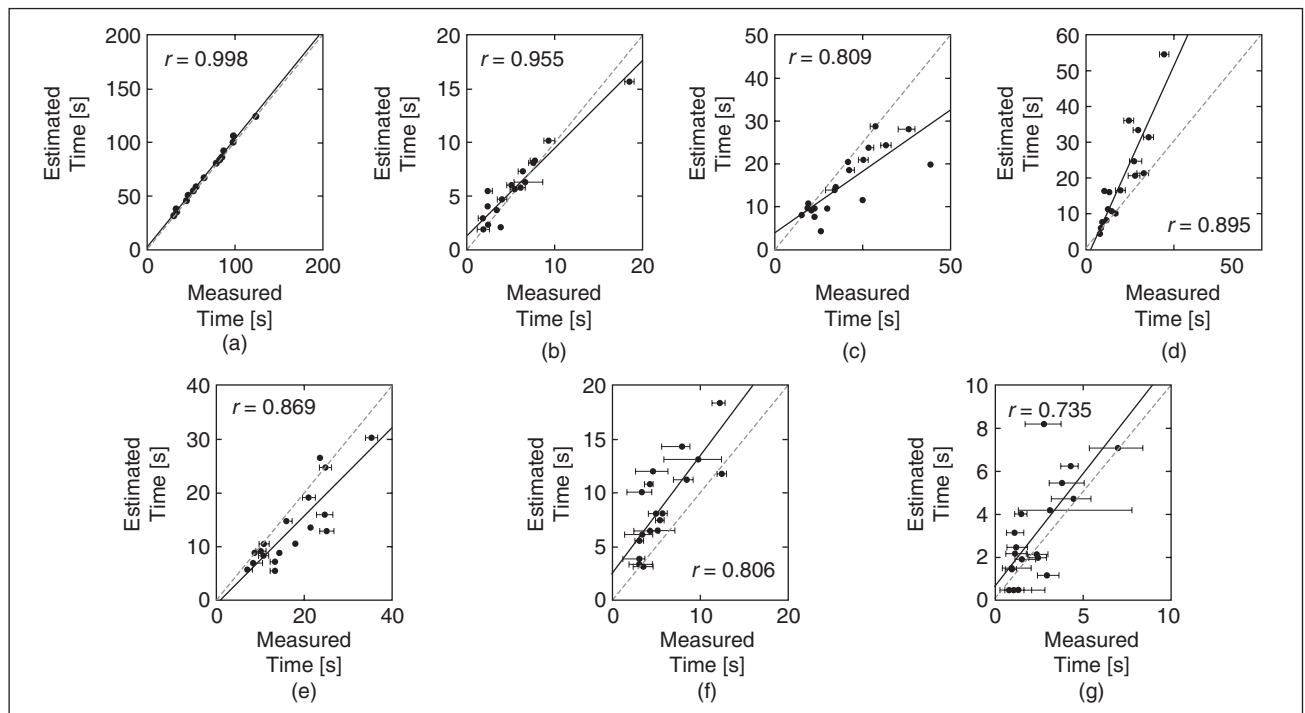 200
150
100
50
0
Estimated
Time [s]
r = 0.998
0 100 200
Measured
Time [s]
(a)
20
15
10
5
0
Estimated
Time [s]
r = 0.955
0 10 20
Measured
Time [s]
(b)
50
40
30
20
10
0
Estimated
Time [s]
r = 0.809
0 50
Measured
Time [s]
(c)
60
50
40
30
20
10
0
Estimated
Time [s]
r = 0.895
0 50
Measured
Time [s]
(d)
40
30
20
10
0
Estimated
Time [s]
r = 0.869
0 20 40
Measured
Time [s]
(e)
20
15
10
5
0
Estimated
Time [s]
r = 0.806
0 10 20
Measured
Time [s]
(f)
10
8
6
4
2
0
Estimated
Time [s]
r = 0.735
0 5 10
Measured
Time [s]
(g)